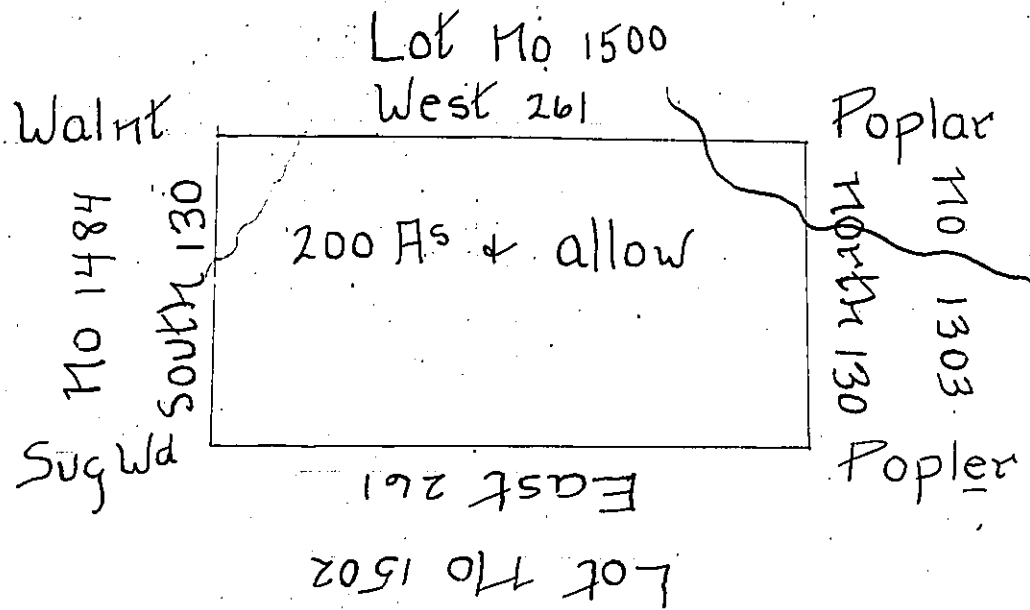 Lot No 1500
West 261
Walnt
Poplar
No 1484
South 130
200 As & allow
North 130
No 1303
Sug Wd
Popler
East 261
Lot No 1502